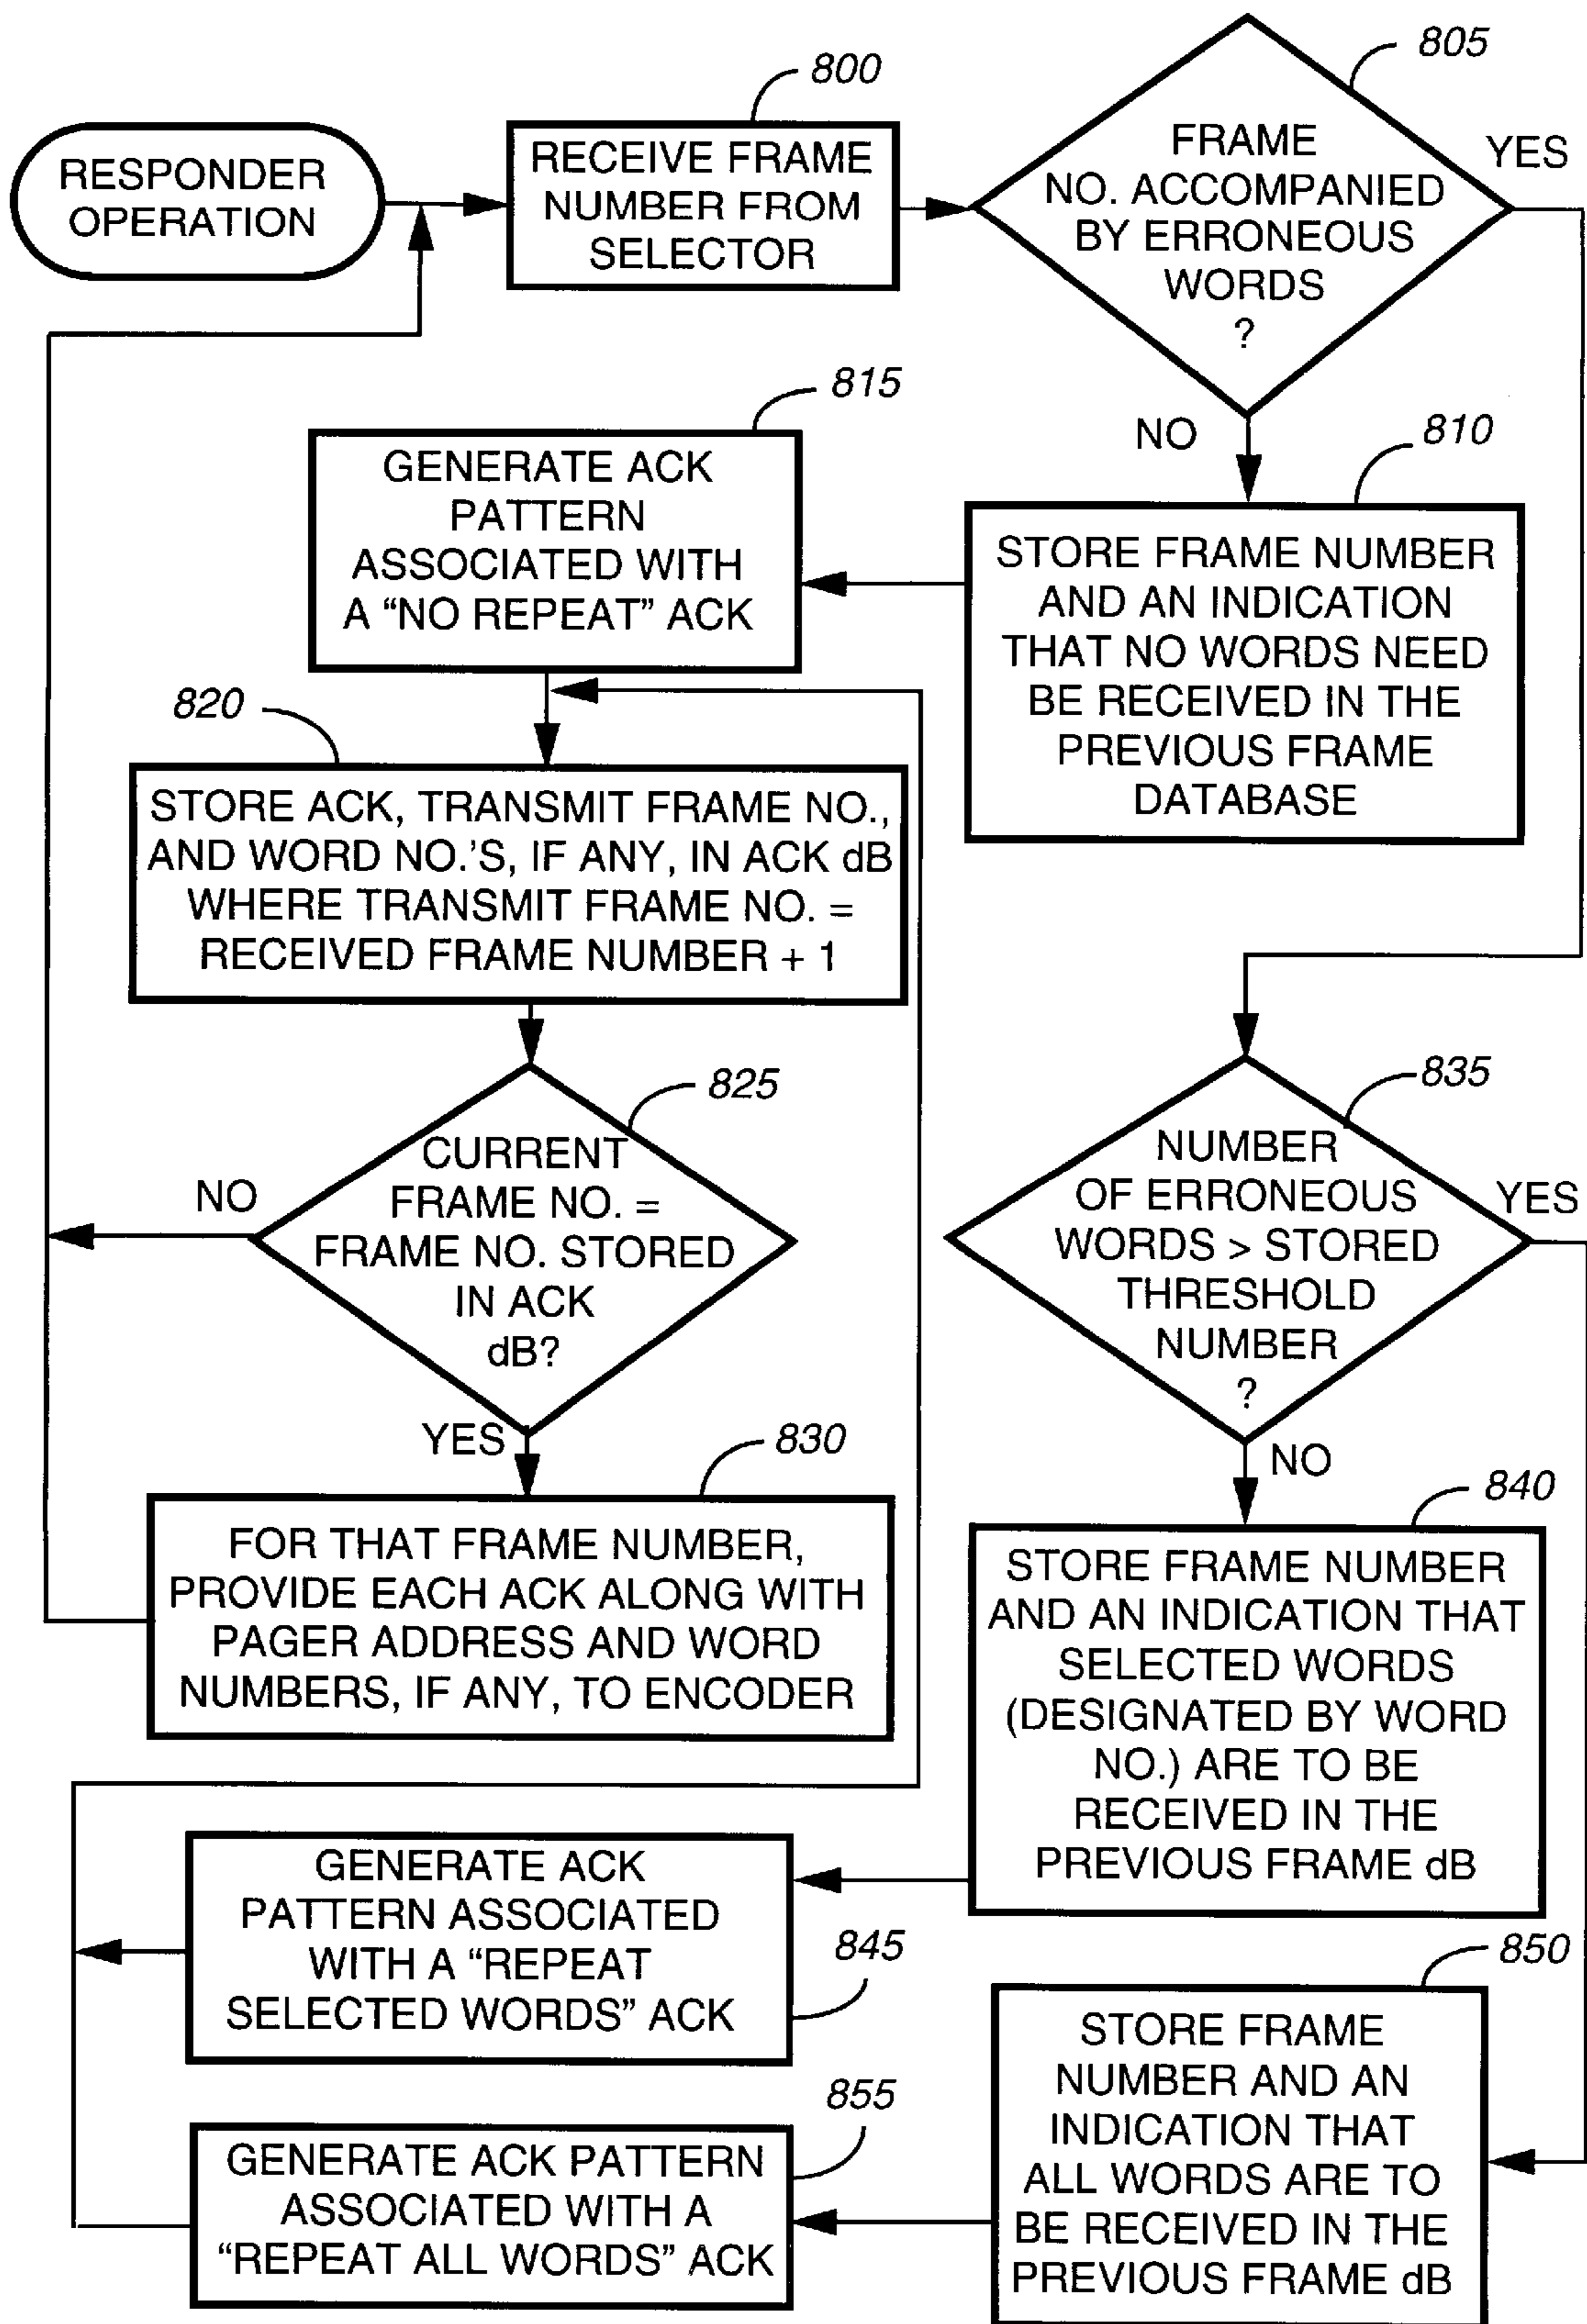 RESPONDER
OPERATION
800
RECEIVE FRAME
NUMBER FROM
SELECTOR
805
FRAME
NO. ACCOMPANIED
BY ERRONEOUS
WORDS
?
YES
NO
810
STORE FRAME NUMBER
AND AN INDICATION
THAT NO WORDS NEED
BE RECEIVED IN THE
PREVIOUS FRAME
DATABASE
815
GENERATE ACK
PATTERN
ASSOCIATED WITH
A “NO REPEAT” ACK
820
STORE ACK, TRANSMIT FRAME NO.,
AND WORD NO.'S, IF ANY, IN ACK dB
WHERE TRANSMIT FRAME NO. =
RECEIVED FRAME NUMBER + 1
825
CURRENT
FRAME NO. =
FRAME NO. STORED
IN ACK
dB?
NO
YES
830
FOR THAT FRAME NUMBER,
PROVIDE EACH ACK ALONG WITH
PAGER ADDRESS AND WORD
NUMBERS, IF ANY, TO ENCODER
835
NUMBER
OF ERRONEOUS
WORDS > STORED
THRESHOLD
NUMBER
?
YES
NO
840
STORE FRAME NUMBER
AND AN INDICATION THAT
SELECTED WORDS
(DESIGNATED BY WORD
NO.) ARE TO BE
RECEIVED IN THE
PREVIOUS FRAME dB
GENERATE ACK
PATTERN ASSOCIATED
WITH A “REPEAT
SELECTED WORDS” ACK
845
850
STORE FRAME
NUMBER AND AN
INDICATION THAT
ALL WORDS ARE TO
BE RECEIVED IN THE
PREVIOUS FRAME dB
855
GENERATE ACK PATTERN
ASSOCIATED WITH A
“REPEAT ALL WORDS” ACK